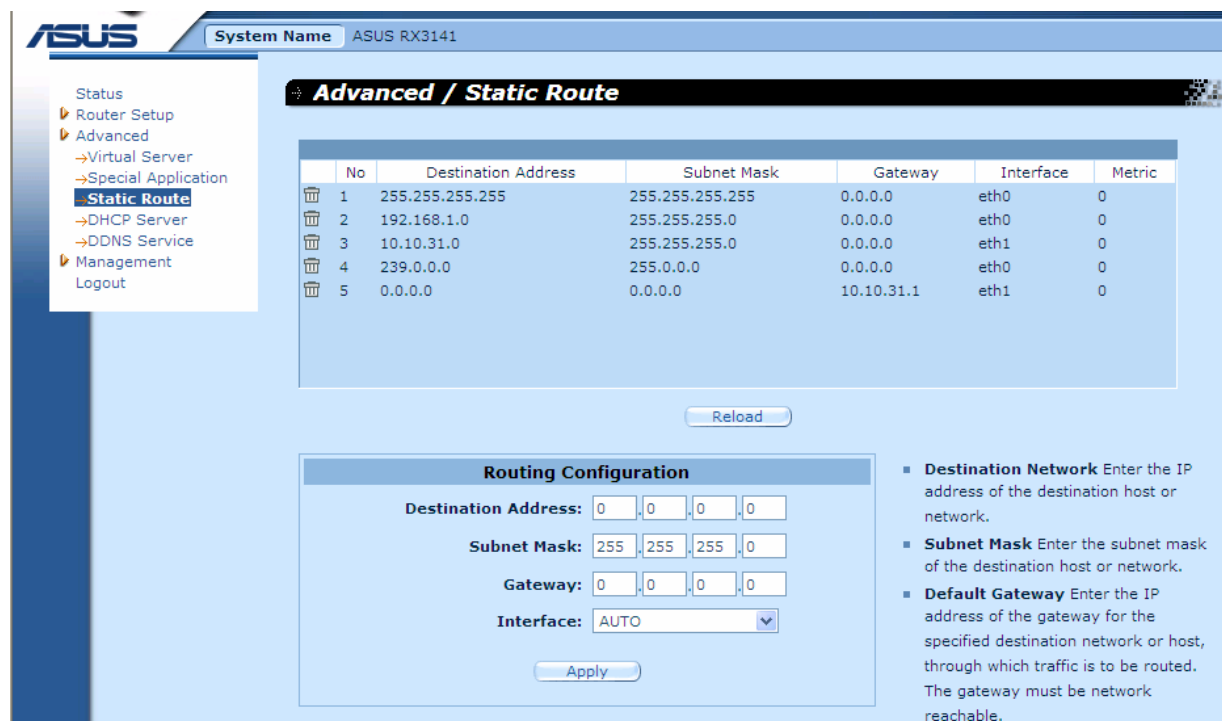 ASUS
System Name ASUS RX3141
Status
Router Setup
Advanced
→Virtual Server
→Special Application
→Static Route
→DHCP Server
→DDNS Service
Management
Logout
Advanced / Static Route
No Destination Address Subnet Mask Gateway Interface Metric
1 255.255.255.255 255.255.255.255 0.0.0.0 eth0 0
2 192.168.1.0 255.255.255.0 0.0.0.0 eth0 0
3 10.10.31.0 255.255.255.0 0.0.0.0 eth1 0
4 239.0.0.0 255.0.0.0 0.0.0.0 eth0 0
5 0.0.0.0 0.0.0.0 10.10.31.1 eth1 0
Reload
Routing Configuration
Destination Address: 0 .0 .0 .0
Subnet Mask: 255 .255 .255 .0
Gateway: 0 .0 .0 .0
Interface: AUTO
Apply
Destination Network Enter the IP
address of the destination host or
network.
Subnet Mask Enter the subnet mask
of the destination host or network.
Default Gateway Enter the IP
address of the gateway for the
specified destination network or host,
through which traffic is to be routed.
The gateway must be network
reachable.